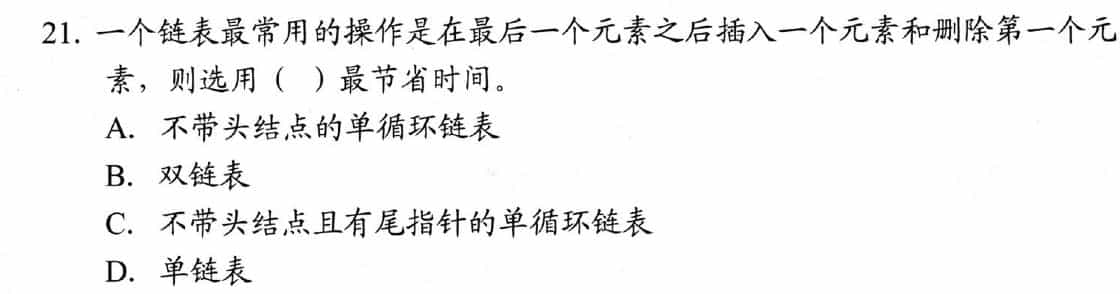 21. 一个链表最常用的操作是在最后一个元素之后插入一个元素和删除第一个元
素，则选用（　）最节省时间。
A. 不带头结点的单循环链表
B. 双链表
C. 不带头结点且有尾指针的单循环链表
D. 单链表